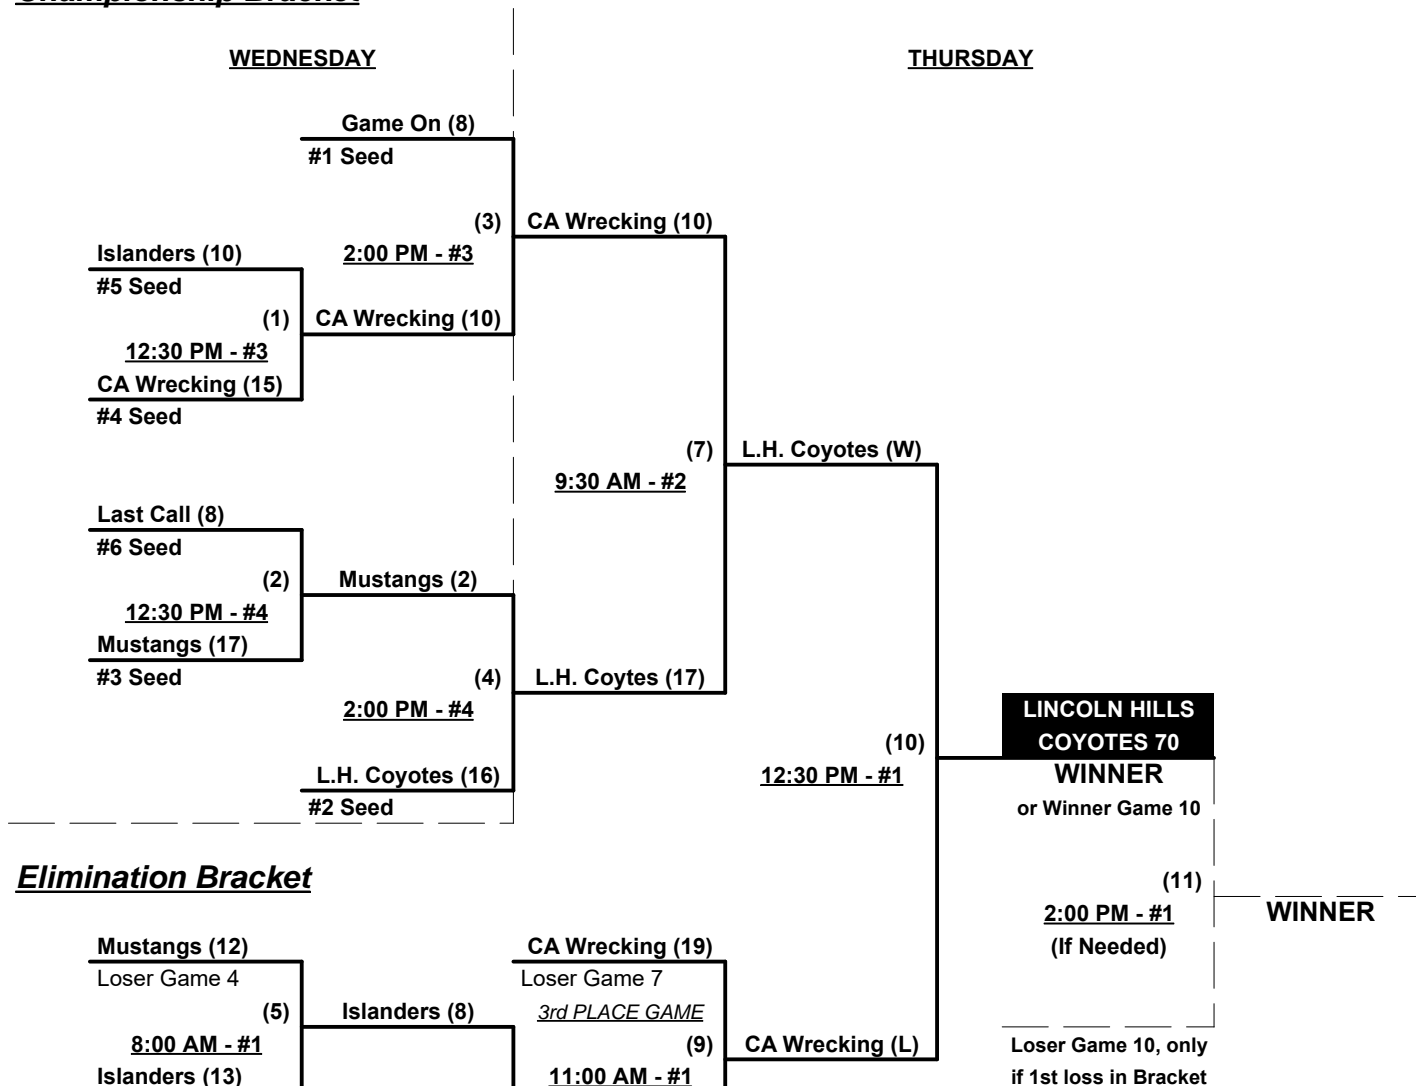 Championship Bracket
WEDNESDAY
THURSDAY
Game On (8)
#1 Seed
(3)
CA Wrecking (10)
Islanders (10)
2:00 PM - #3
#5 Seed
(1)
CA Wrecking (10)
12:30 PM - #3
CA Wrecking (15)
#4 Seed
(7)
L.H. Coyotes (W)
9:30 AM - #2
Last Call (8)
#6 Seed
(2)
Mustangs (2)
12:30 PM - #4
Mustangs (17)
#3 Seed
(4)
L.H. Coytes (17)
2:00 PM - #4
LINCOLN HILLS
COYOTES 70
(10)
L.H. Coyotes (16)
12:30 PM - #1
WINNER
#2 Seed
or Winner Game 10
Elimination Bracket
(11)
2:00 PM - #1
WINNER
Mustangs (12)
CA Wrecking (19)
(If Needed)
Loser Game 4
Loser Game 7
(5)
Islanders (8)
3rd PLACE GAME
8:00 AM - #1
(9)
CA Wrecking (L)
Loser Game 10, only
Islanders (13)
11:00 AM - #1
if 1st loss in Bracket